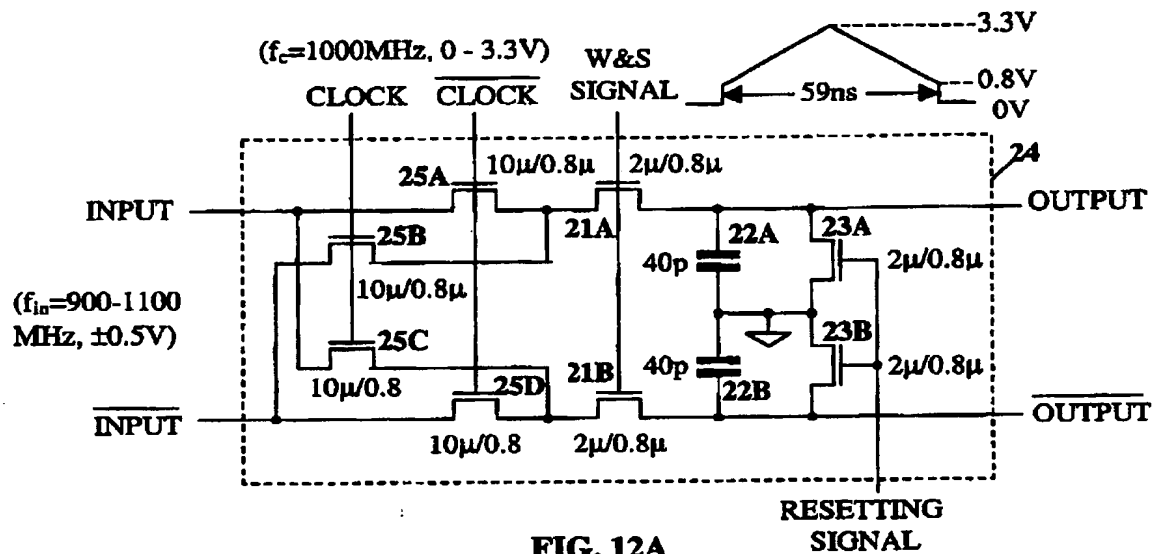 (fc=1000MHz, 0 - 3.3V)
CLOCK
CLOCK
W&S
SIGNAL
3.3V
0.8V
0V
59ns
24
10μ/0.8μ
2μ/0.8μ
25A
INPUT
OUTPUT
21A
22A
23A
25B
40p
2μ/0.8μ
10μ/0.8μ
(fin=900-1100
MHz, ±0.5V)
25C
23B
21B
40p
2μ/0.8μ
10μ/0.8
25D
22B
INPUT
OUTPUT
10μ/0.8
2μ/0.8μ
RESETTING
SIGNAL
FIG. 12A